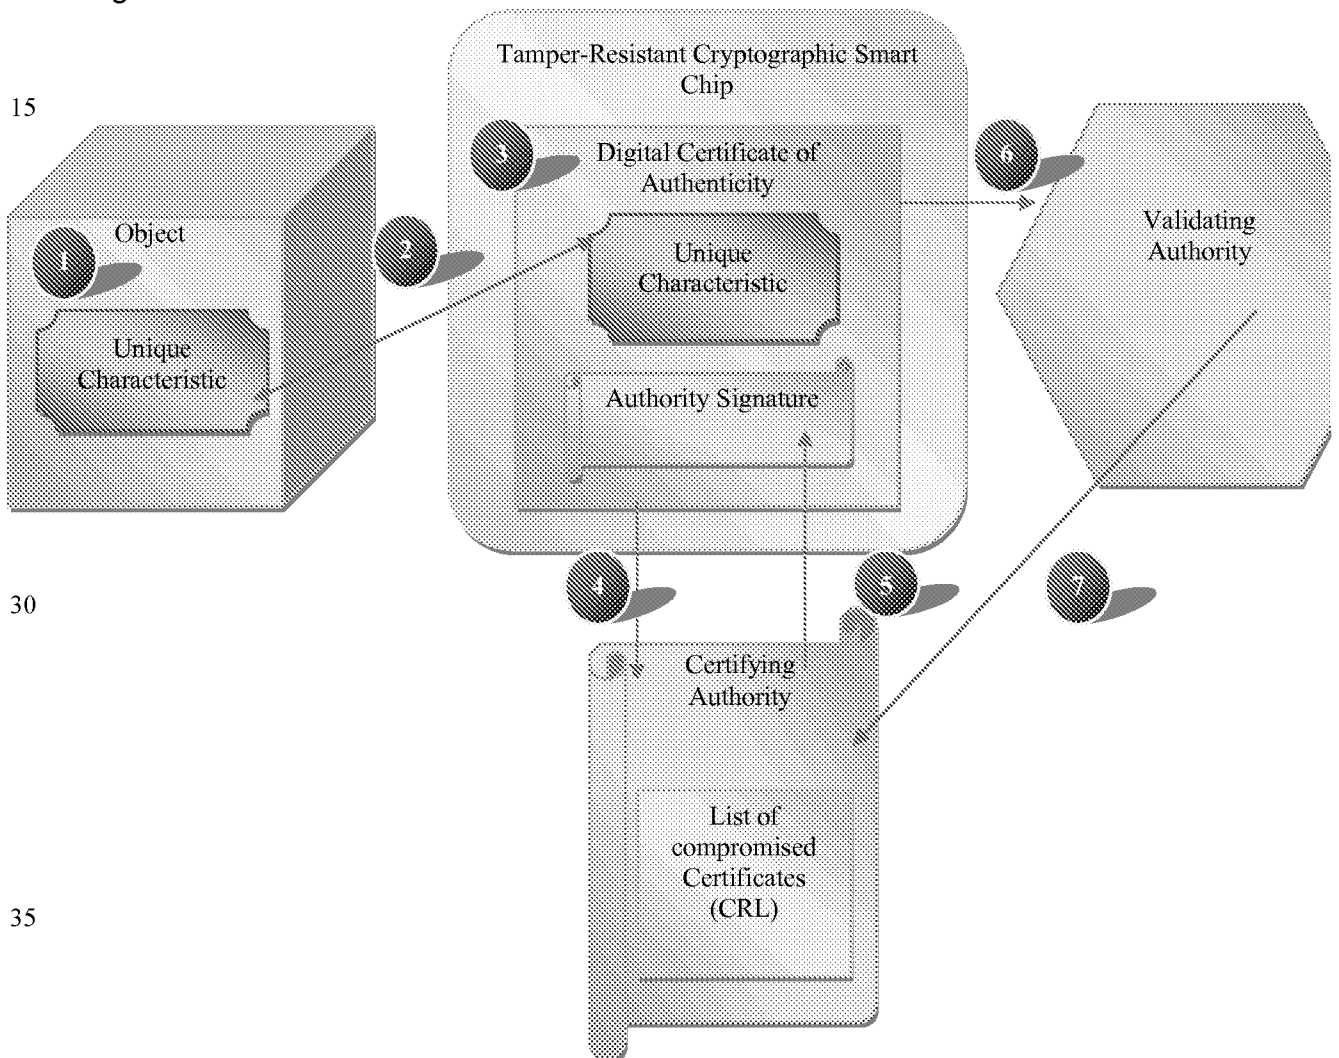 Tamper-Resistant Cryptographic Smart
Chip
15
3
Digital Certificate of
Authenticity
6
Object
1
2
Unique
Characteristic
Validating
Authority
Unique
Characteristic
Authority Signature
4
5
7
30
Certifying
Authority
List of
compromised
Certificates
(CRL)
35